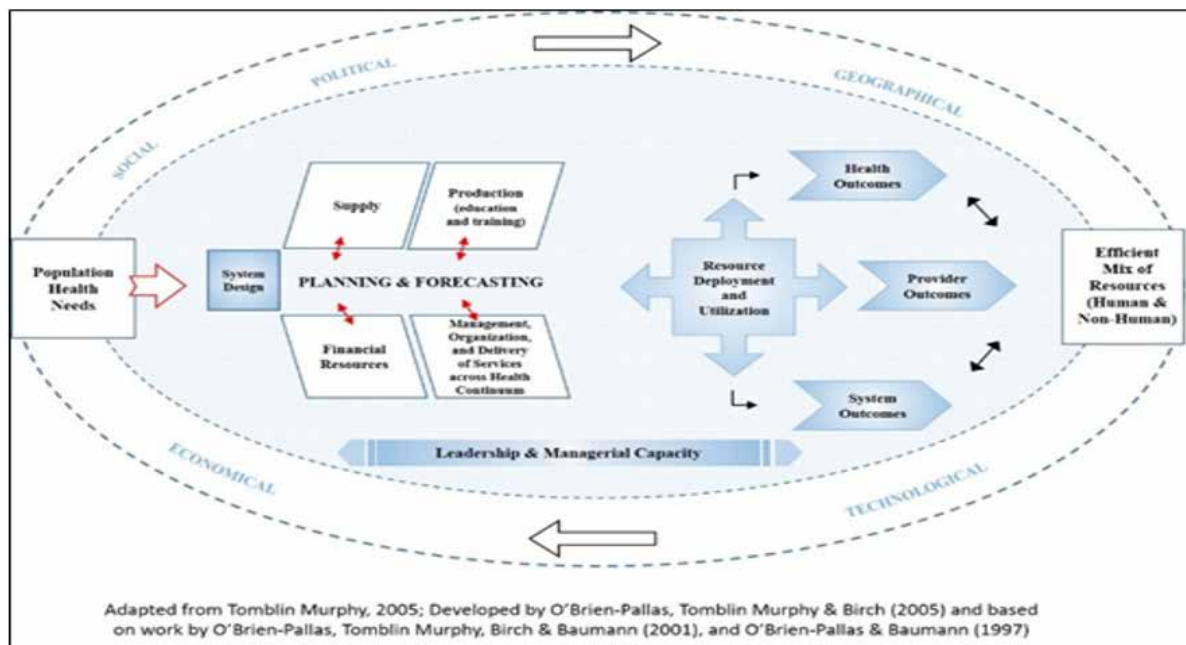 POLITICAL
GEOGRAPHICAL
SOCIAL
Population
Health
Needs
System
Design
Supply
Production
(education
and training)
PLANNING & FORECASTING
Financial
Resources
Management,
Organization,
and Delivery
of Services
across Health
Continuum
Resource
Deployment
and
Utilization
Health
Outcomes
Provider
Outcomes
System
Outcomes
Efficient
Mix of
Resources
(Human &
Non-Human)
Leadership & Managerial Capacity
ECONOMICAL
TECHNOLOGICAL
Adapted from Tomblin Murphy, 2005; Developed by O'Brien-Pallas, Tomblin Murphy & Birch (2005) and based
on work by O'Brien-Pallas, Tomblin Murphy, Birch & Baumann (2001), and O'Brien-Pallas & Baumann (1997)